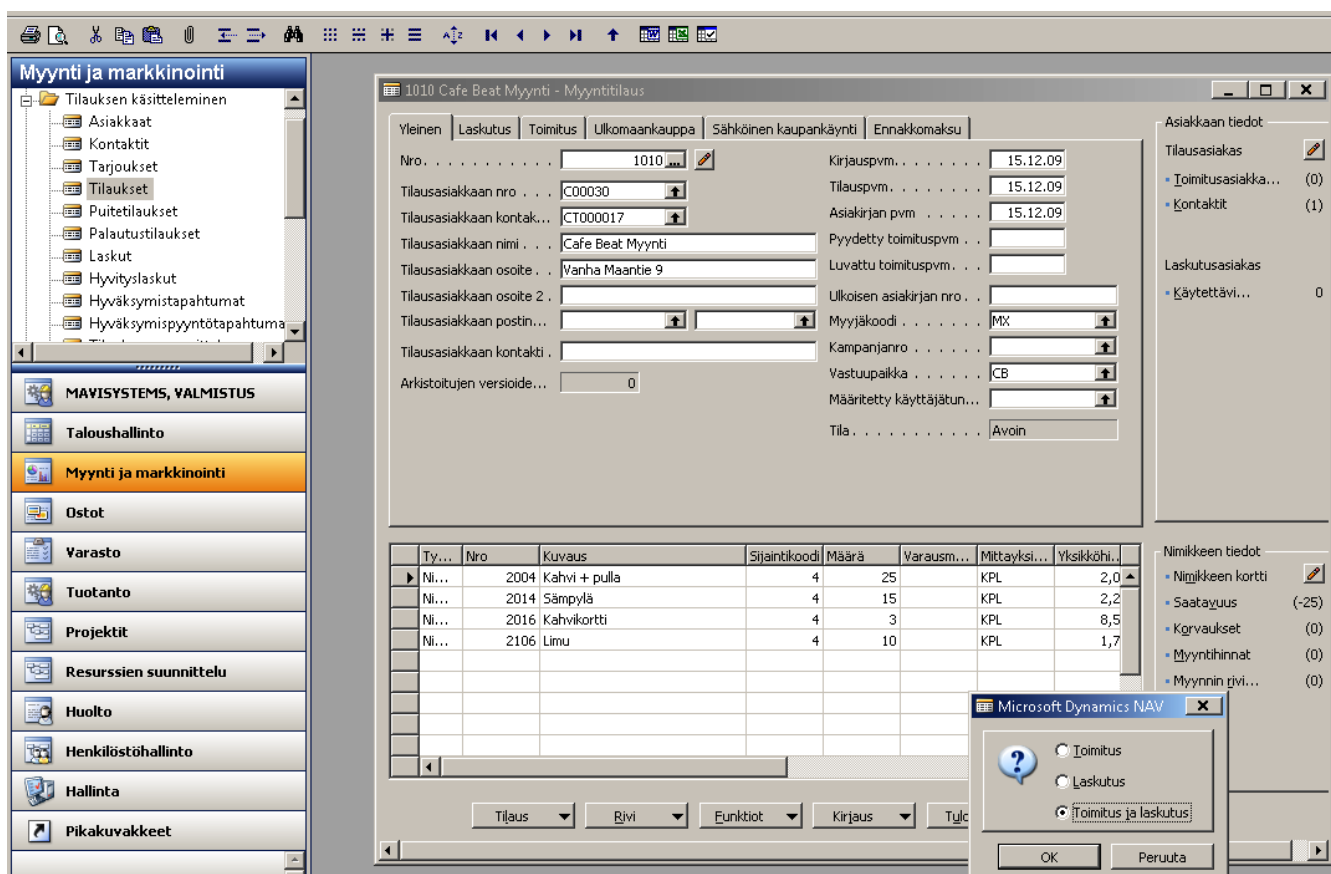 Myynti ja markkinointi
Tilauksen käsitteleminen
Asiakkaat
Kontaktit
Tarjoukset
Tilaukset
Puitetilaukset
Palautustilaukset
Laskut
Hyvityslaskut
Hyväksymistapahtumat
Hyväksymispyyntötapahtuma
MAVISYSTEMS, VALMISTUS
Taloushallinto
Myynti ja markkinointi
Ostot
Varasto
Tuotanto
Projektit
Resurssien suunnittelu
Huolto
Henkilöstöhallinto
Hallinta
Pikakuvakkeet
1010 Cafe Beat Myynti - Myyntitilaus
Yleinen Laskutus Toimitus Ulkomaankauppa Sähköinen kaupankäynti Ennakkomaksu
Nro. . . . . . . . . . . . 1010 ...
Tilausasiakkaan nro . . . C00030
Tilausasiakkaan kontak... CT000017
Tilausasiakkaan nimi . . . Cafe Beat Myynti
Tilausasiakkaan osoite . . Vanha Maantie 9
Tilausasiakkaan osoite 2 .
Tilausasiakkaan postin...
Tilausasiakkaan kontakti .
Arkistoitujen versioide... 0
Kirjauspvm. . . . . . . . 15.12.09
Tilauspvm. . . . . . . . 15.12.09
Asiakirjan pvm . . . . . 15.12.09
Pyydetty toimituspvm . .
Luvattu toimituspvm. . .
Ulkoisen asiakirjan nro. .
Myyjäkoodi . . . . . . . MX
Kampanjanro . . . . . .
Vastuupaikka . . . . . . CB
Määritetty käyttäjätun...
Tila. . . . . . . . . . . Avoin
Asiakkaan tiedot
Tilausasiakas
Toimitusasiakka... (0)
Kontaktit (1)
Laskutusasiakas
Käytettävi... 0
Ty... Nro Kuvaus Sijaintikoodi Määrä Varausm... Mittayksi... Yksikköhi..
Ni... 2004 Kahvi + pulla 4 25 KPL 2,0
Ni... 2014 Sämpylä 4 15 KPL 2,2
Ni... 2016 Kahvikortti 4 3 KPL 8,5
Ni... 2106 Limu 4 10 KPL 1,7
Nimikkeen tiedot
Nimikkeen kortti
Saatavuus (-25)
Korvaukset (0)
Myyntihinnat (0)
Myynnin rivi... (0)
Tilaus Rivi Funktiot Kirjaus
Microsoft Dynamics NAV
Toimitus
Laskutus
Toimitus ja laskutus
OK Peruuta